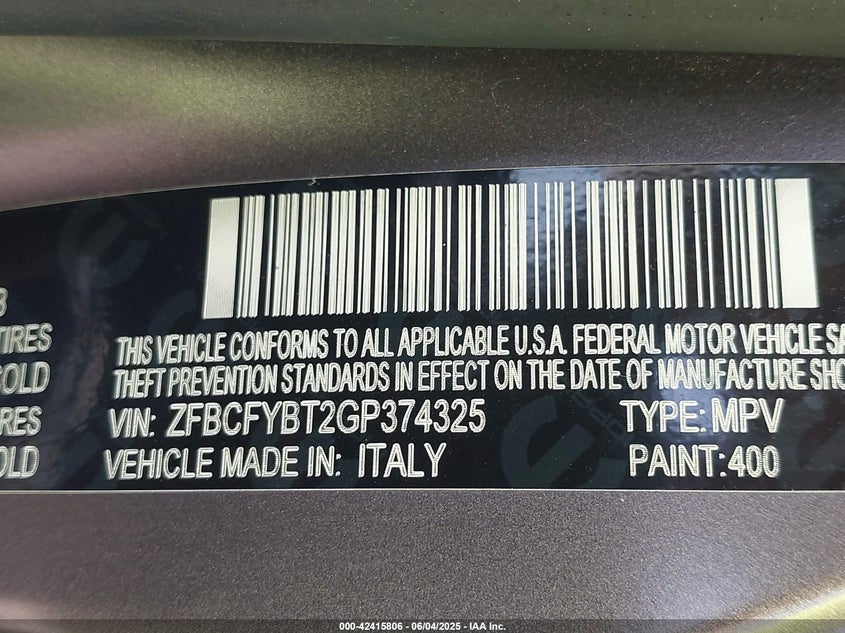 B
TIRES
COLD
THIS VEHICLE CONFORMS TO ALL APPLICABLE U.S.A. FEDERAL MOTOR VEHICLE SA
THEFT PREVENTION STANDARDS IN EFFECT ON THE DATE OF MANUFACTURE SHO
RES
VIN: ZFBCFYBT2GP374325 TYPE: MPV
OLD
VEHICLE MADE IN: ITALY PAINT: 400
000-42415806 - 06/04/2025 - IAA Inc.